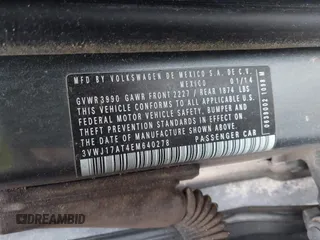 MFD. BY VOLKSWAGEN DE MEXICO S.A. DE C.V.
MEXICO 01/14
GVWR 3990 GAWR FRONT 2227 / REAR 1874 LBS
THIS VEHICLE CONFORMS TO ALL APPLICABLE
FEDERAL MOTOR VEHICLE SAFETY, BUMPER AND
THEFT PREVENTION STANDARDS IN EFFECT ON THE
DATE OF MANUFACTURE SHOWN ABOVE.
3VWJ17AT4EM640278 PASSENGER CAR
DREAMBID